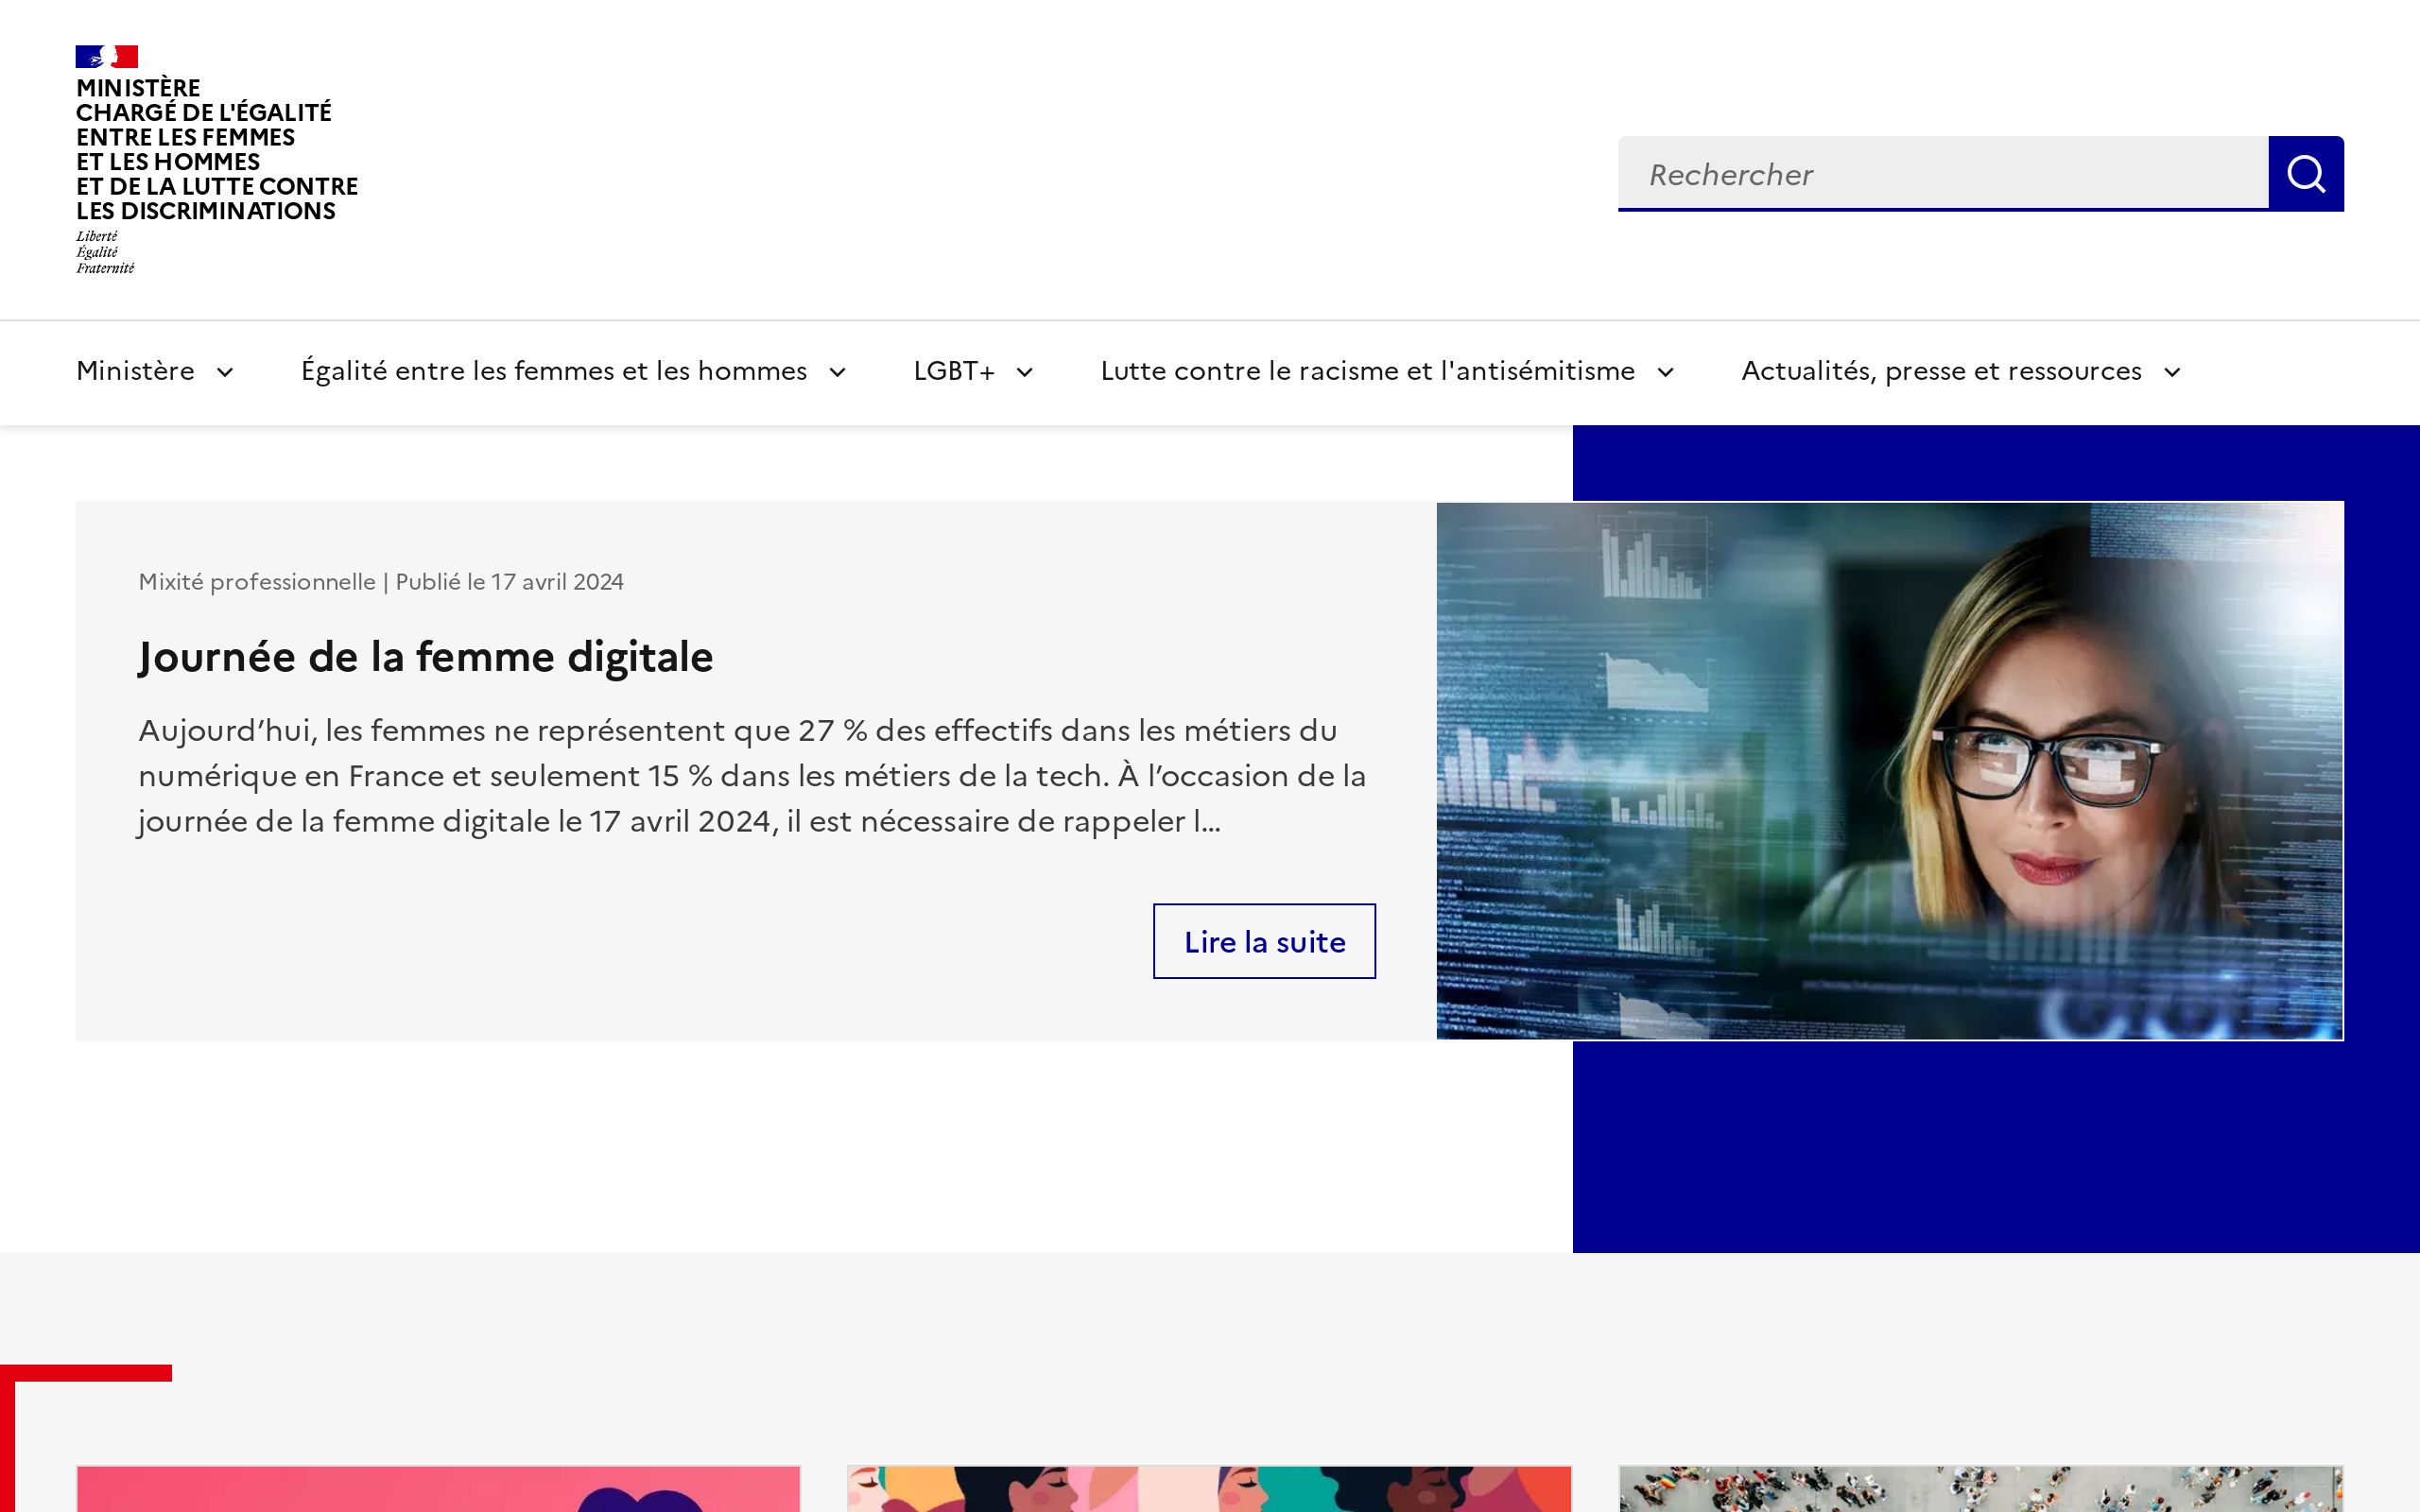 MINISTÈRE
CHARGÉ DE L'ÉGALITÉ
ENTRE LES FEMMES
ET LES HOMMES
ET DE LA LUTTE CONTRE
LES DISCRIMINATIONS
Liberté
Égalité
Fraternité
Rechercher
Ministère
Égalité entre les femmes et les hommes
LGBT+
Lutte contre le racisme et l'antisémitisme
Actualités, presse et ressources
Mixité professionnelle | Publié le 17 avril 2024
Journée de la femme digitale
Aujourd’hui, les femmes ne représentent que 27 % des effectifs dans les métiers du
numérique en France et seulement 15 % dans les métiers de la tech. À l’occasion de la
journée de la femme digitale le 17 avril 2024, il est nécessaire de rappeler l...
Lire la suite